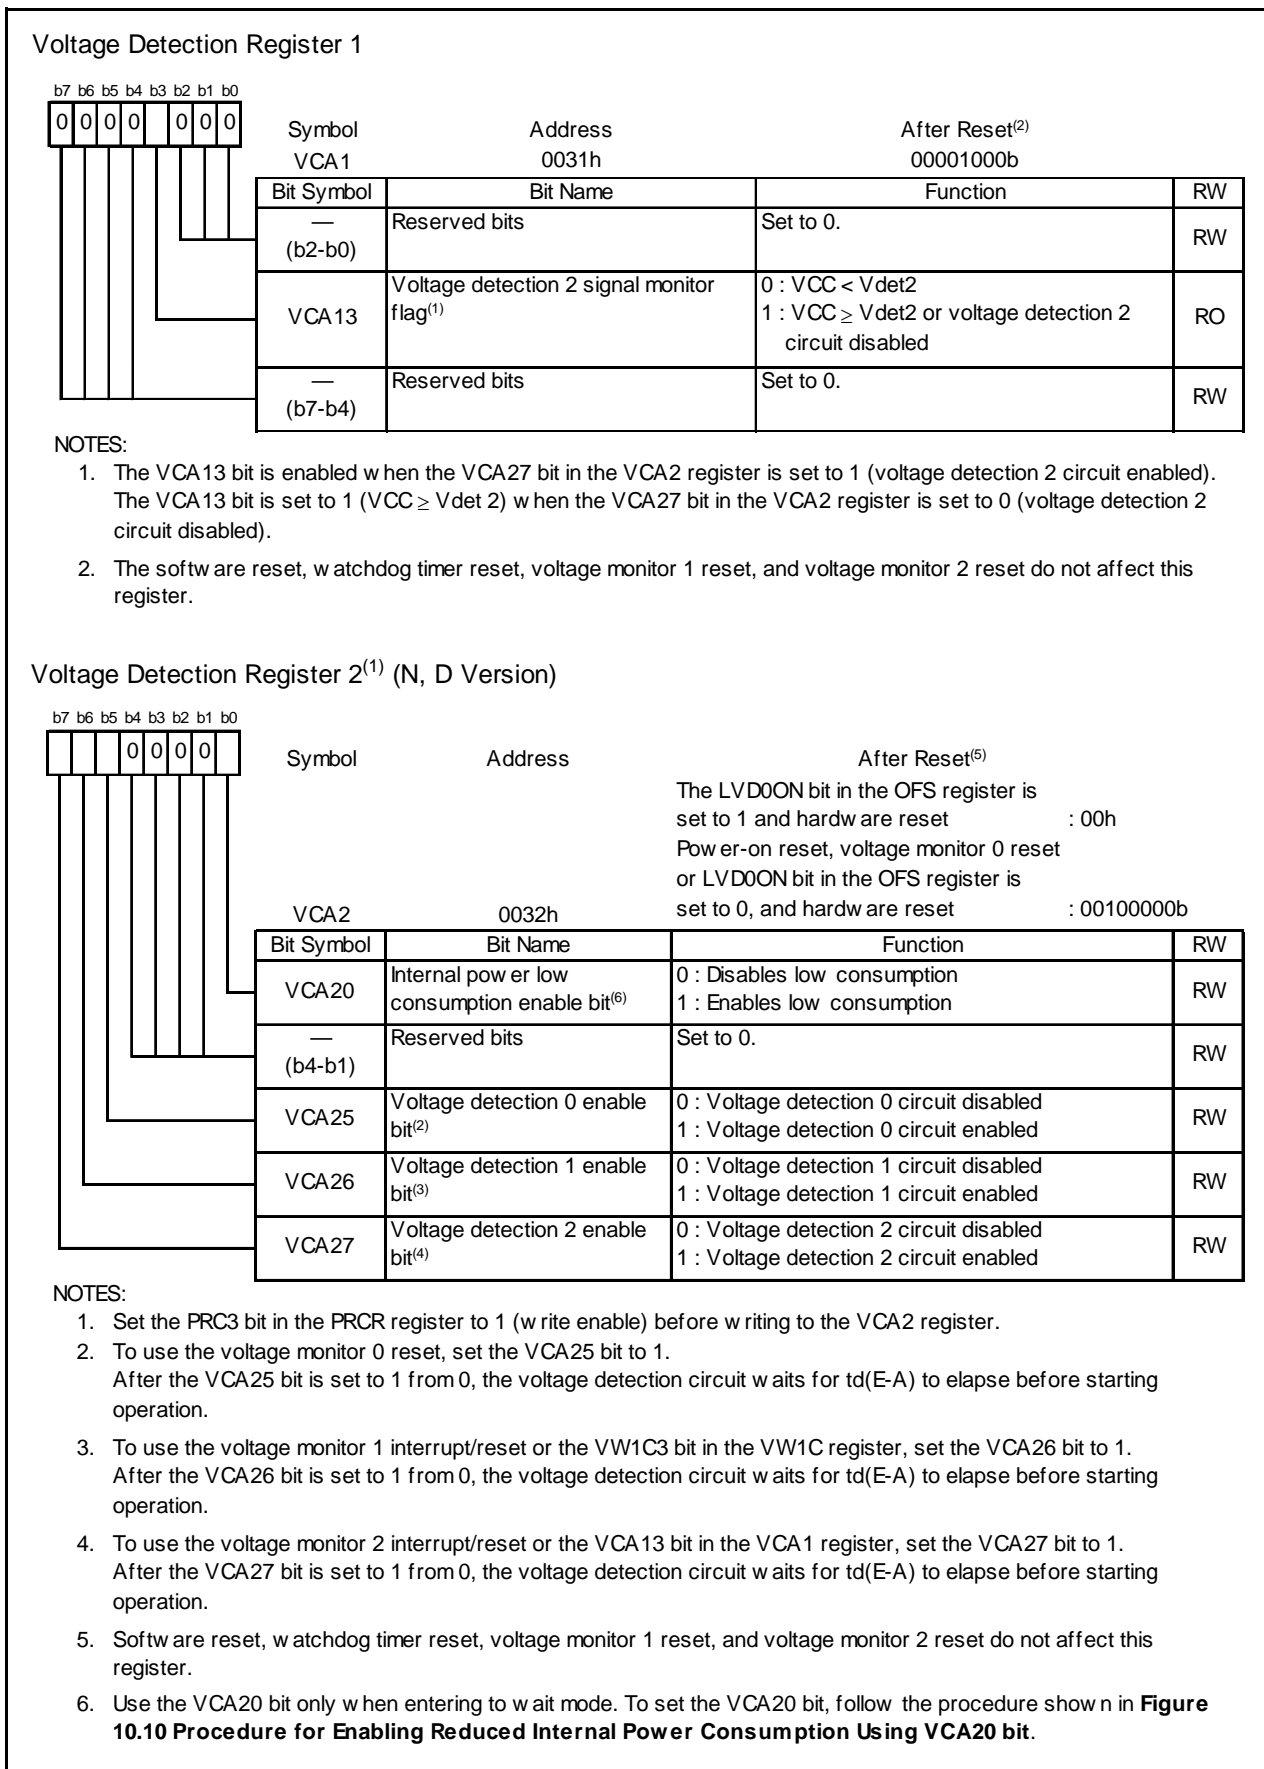 Voltage Detection Register 1
b7 b6 b5 b4 b3 b2 b1 b0
0 0 0 0 0 0 0
Symbol Address After Reset(2)
VCA1 0031h 00001000b
Bit Symbol Bit Name Function RW
— Reserved bits Set to 0. RW
(b2-b0)
VCA13 Voltage detection 2 signal monitor flag(1) 0 : VCC < Vdet2 RO
1 : VCC ≥ Vdet2 or voltage detection 2
circuit disabled
— Reserved bits Set to 0. RW
(b7-b4)
NOTES:
1. The VCA13 bit is enabled when the VCA27 bit in the VCA2 register is set to 1 (voltage detection 2 circuit enabled).
The VCA13 bit is set to 1 (VCC ≥ Vdet 2) when the VCA27 bit in the VCA2 register is set to 0 (voltage detection 2
circuit disabled).
2. The software reset, watchdog timer reset, voltage monitor 1 reset, and voltage monitor 2 reset do not affect this
register.
Voltage Detection Register 2(1) (N, D Version)
b7 b6 b5 b4 b3 b2 b1 b0
0 0 0 0
Symbol Address After Reset(5)
The LVD0ON bit in the OFS register is
set to 1 and hardware reset : 00h
Power-on reset, voltage monitor 0 reset
or LVD0ON bit in the OFS register is
VCA2 0032h set to 0, and hardware reset : 00100000b
Bit Symbol Bit Name Function RW
VCA20 Internal power low consumption enable bit(6) 0 : Disables low consumption RW
1 : Enables low consumption
— Reserved bits Set to 0. RW
(b4-b1)
VCA25 Voltage detection 0 enable bit(2) 0 : Voltage detection 0 circuit disabled RW
1 : Voltage detection 0 circuit enabled
VCA26 Voltage detection 1 enable bit(3) 0 : Voltage detection 1 circuit disabled RW
1 : Voltage detection 1 circuit enabled
VCA27 Voltage detection 2 enable bit(4) 0 : Voltage detection 2 circuit disabled RW
1 : Voltage detection 2 circuit enabled
NOTES:
1. Set the PRC3 bit in the PRCR register to 1 (write enable) before writing to the VCA2 register.
2. To use the voltage monitor 0 reset, set the VCA25 bit to 1.
After the VCA25 bit is set to 1 from 0, the voltage detection circuit waits for td(E-A) to elapse before starting
operation.
3. To use the voltage monitor 1 interrupt/reset or the VW1C3 bit in the VW1C register, set the VCA26 bit to 1.
After the VCA26 bit is set to 1 from 0, the voltage detection circuit waits for td(E-A) to elapse before starting
operation.
4. To use the voltage monitor 2 interrupt/reset or the VCA13 bit in the VCA1 register, set the VCA27 bit to 1.
After the VCA27 bit is set to 1 from 0, the voltage detection circuit waits for td(E-A) to elapse before starting
operation.
5. Software reset, watchdog timer reset, voltage monitor 1 reset, and voltage monitor 2 reset do not affect this
register.
6. Use the VCA20 bit only when entering to wait mode. To set the VCA20 bit, follow the procedure shown in Figure
10.10 Procedure for Enabling Reduced Internal Power Consumption Using VCA20 bit.